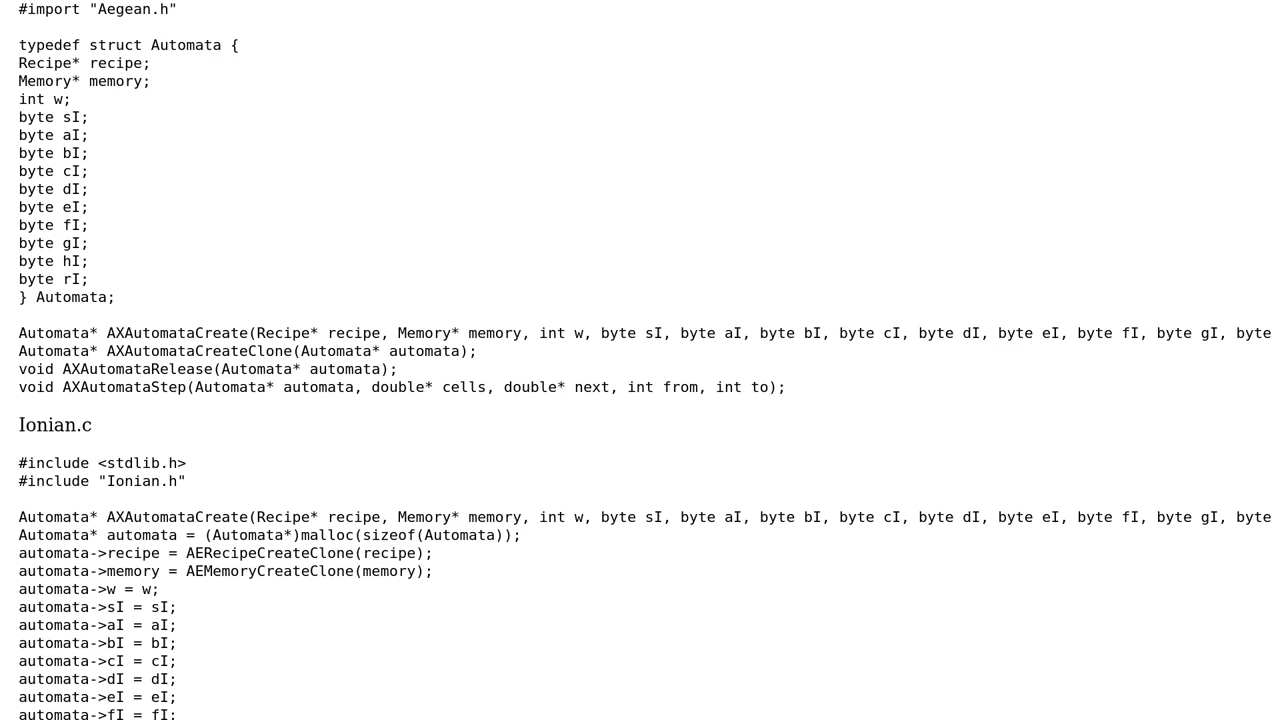 #import "Aegean.h"
typedef struct Automata {
Recipe* recipe;
Memory* memory;
int w;
byte sI;
byte aI;
byte bI;
byte cI;
byte dI;
byte eI;
byte fI;
byte gI;
byte hI;
byte rI;
} Automata;
Automata* AXAutomataCreate(Recipe* recipe, Memory* memory, int w, byte sI, byte aI, byte bI, byte cI, byte dI, byte eI, byte fI, byte gI, byte
Automata* AXAutomataCreateClone(Automata* automata);
void AXAutomataRelease(Automata* automata);
void AXAutomataStep(Automata* automata, double* cells, double* next, int from, int to);
Ionian.c
#include <stdlib.h>
#include "Ionian.h"
Automata* AXAutomataCreate(Recipe* recipe, Memory* memory, int w, byte sI, byte aI, byte bI, byte cI, byte dI, byte eI, byte fI, byte gI, byte
Automata* automata = (Automata*)malloc(sizeof(Automata));
automata->recipe = AERecipeCreateClone(recipe);
automata->memory = AEMemoryCreateClone(memory);
automata->w = w;
automata->sI = sI;
automata->aI = aI;
automata->bI = bI;
automata->cI = cI;
automata->dI = dI;
automata->eI = eI;
automata->fI = fI;